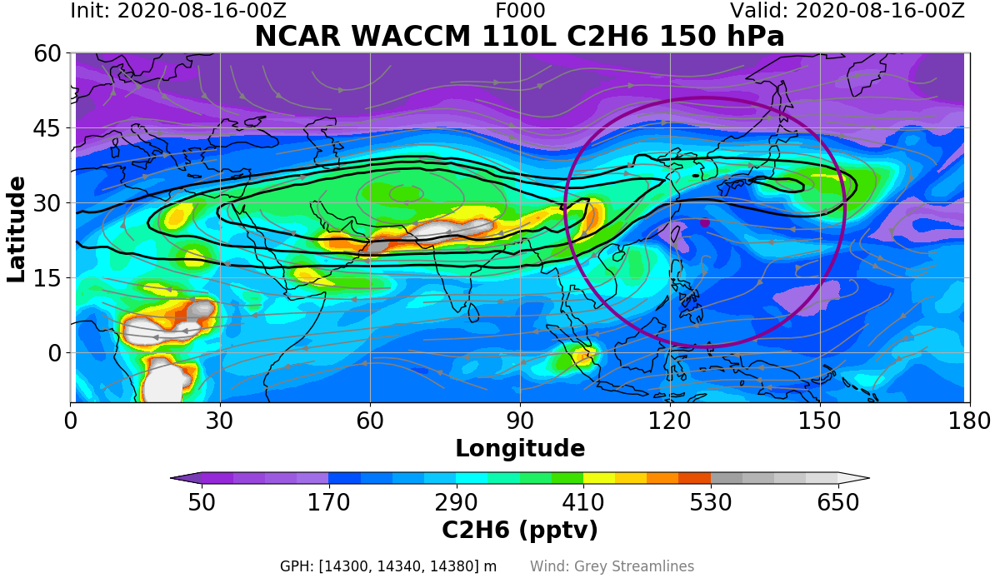 Init: 2020-08-16-00Z F000 Valid: 2020-08-16-00Z
NCAR WACCM 110L C2H6 150 hPa
60
45
30
15
0
Latitude
0 30 60 90 120 150 180
Longitude
50 170 290 410 530 650
C2H6 (pptv)
GPH: [14300, 14340, 14380] m Wind: Grey Streamlines